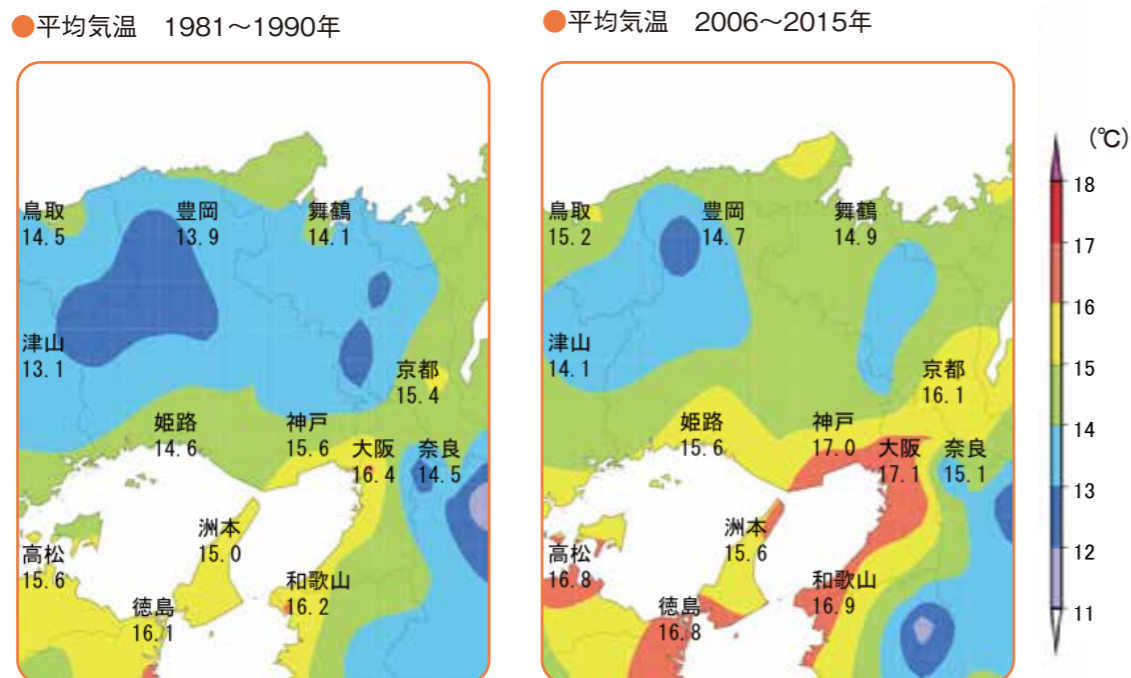 ●平均気温　1981～1990年
鳥取
14.5
豊岡
13.9
舞鶴
14.1
津山
13.1
京都
15.4
姫路
14.6
神戸
15.6
大阪
16.4
奈良
14.5
洲本
15.0
高松
15.6
和歌山
16.2
徳島
16.1
●平均気温　2006～2015年
鳥取
15.2
豊岡
14.7
舞鶴
14.9
津山
14.1
京都
16.1
姫路
15.6
神戸
17.0
大阪
17.1
奈良
15.1
洲本
15.6
高松
16.8
和歌山
16.9
徳島
16.8
(℃)
18
17
16
15
14
13
12
11